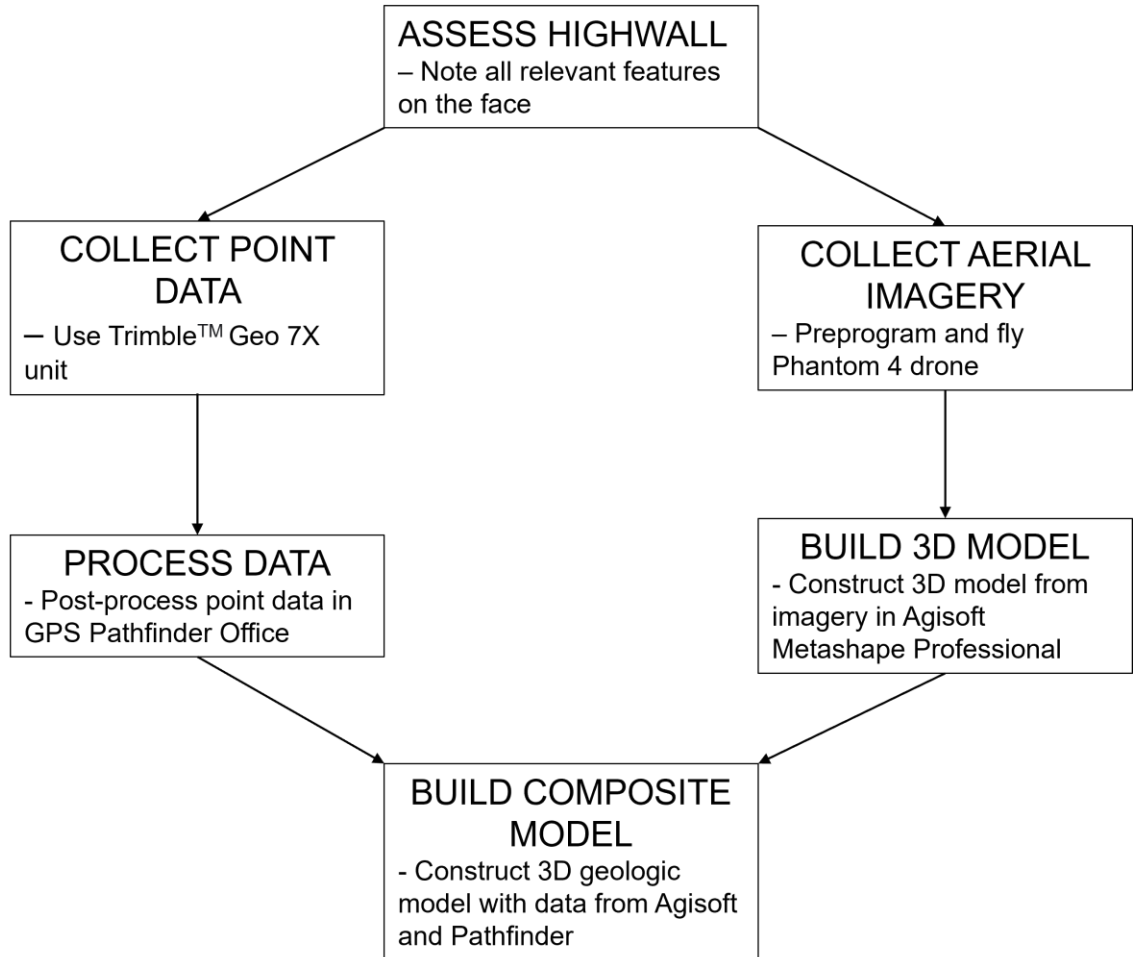 ASSESS HIGHWALL
– Note all relevant features
on the face
COLLECT POINT
DATA
– Use Trimble™ Geo 7X
unit
COLLECT AERIAL
IMAGERY
– Preprogram and fly
Phantom 4 drone
PROCESS DATA
- Post-process point data in
GPS Pathfinder Office
BUILD 3D MODEL
- Construct 3D model from
imagery in Agisoft
Metashape Professional
BUILD COMPOSITE
MODEL
- Construct 3D geologic
model with data from Agisoft
and Pathfinder